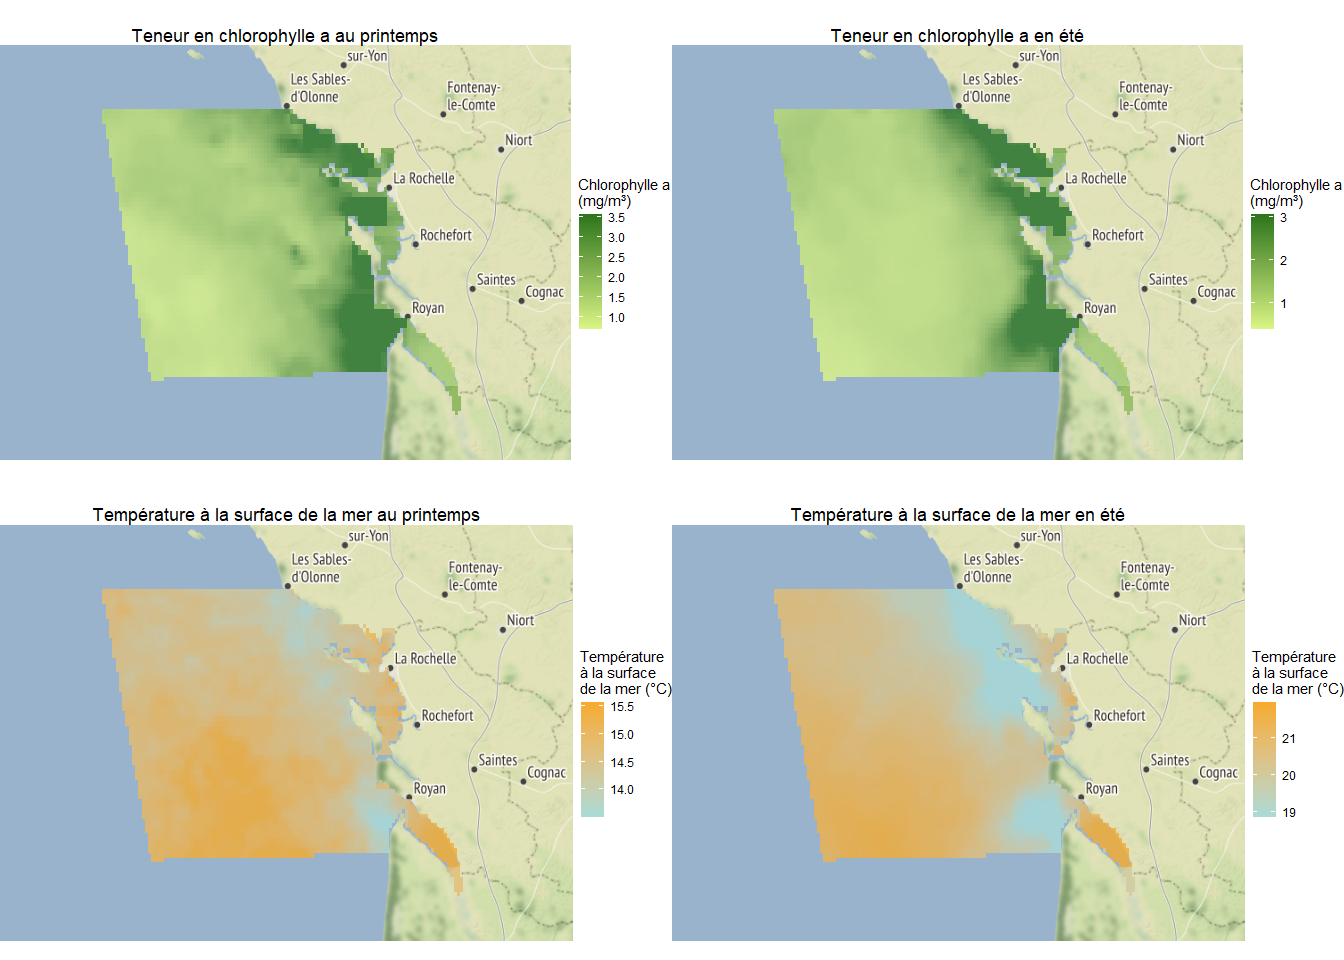 Teneur en chlorophylle a au printemps
sur-Yon
Les Sables-
d'Olonne
Fontenay-
le-Comte
Niort
La Rochelle
Rochefort
Saintes
Cognac
Royan
Chlorophylle a
(mg/m³)
3.5
3.0
2.5
2.0
1.5
1.0
Teneur en chlorophylle a en été
sur-Yon
Les Sables-
d'Olonne
Fontenay-
le-Comte
Niort
La Rochelle
Rochefort
Saintes
Cognac
Royan
Chlorophylle a
(mg/m³)
3
2
1
Température à la surface de la mer au printemps
sur-Yon
Les Sables-
d'Olonne
Fontenay-
le-Comte
Niort
La Rochelle
Rochefort
Saintes
Cognac
Royan
Température
à la surface
de la mer (°C)
15.5
15.0
14.5
14.0
Température à la surface de la mer en été
sur-Yon
Les Sables-
d'Olonne
Fontenay-
le-Comte
Niort
La Rochelle
Rochefort
Saintes
Cognac
Royan
Température
à la surface
de la mer (°C)
21
20
19